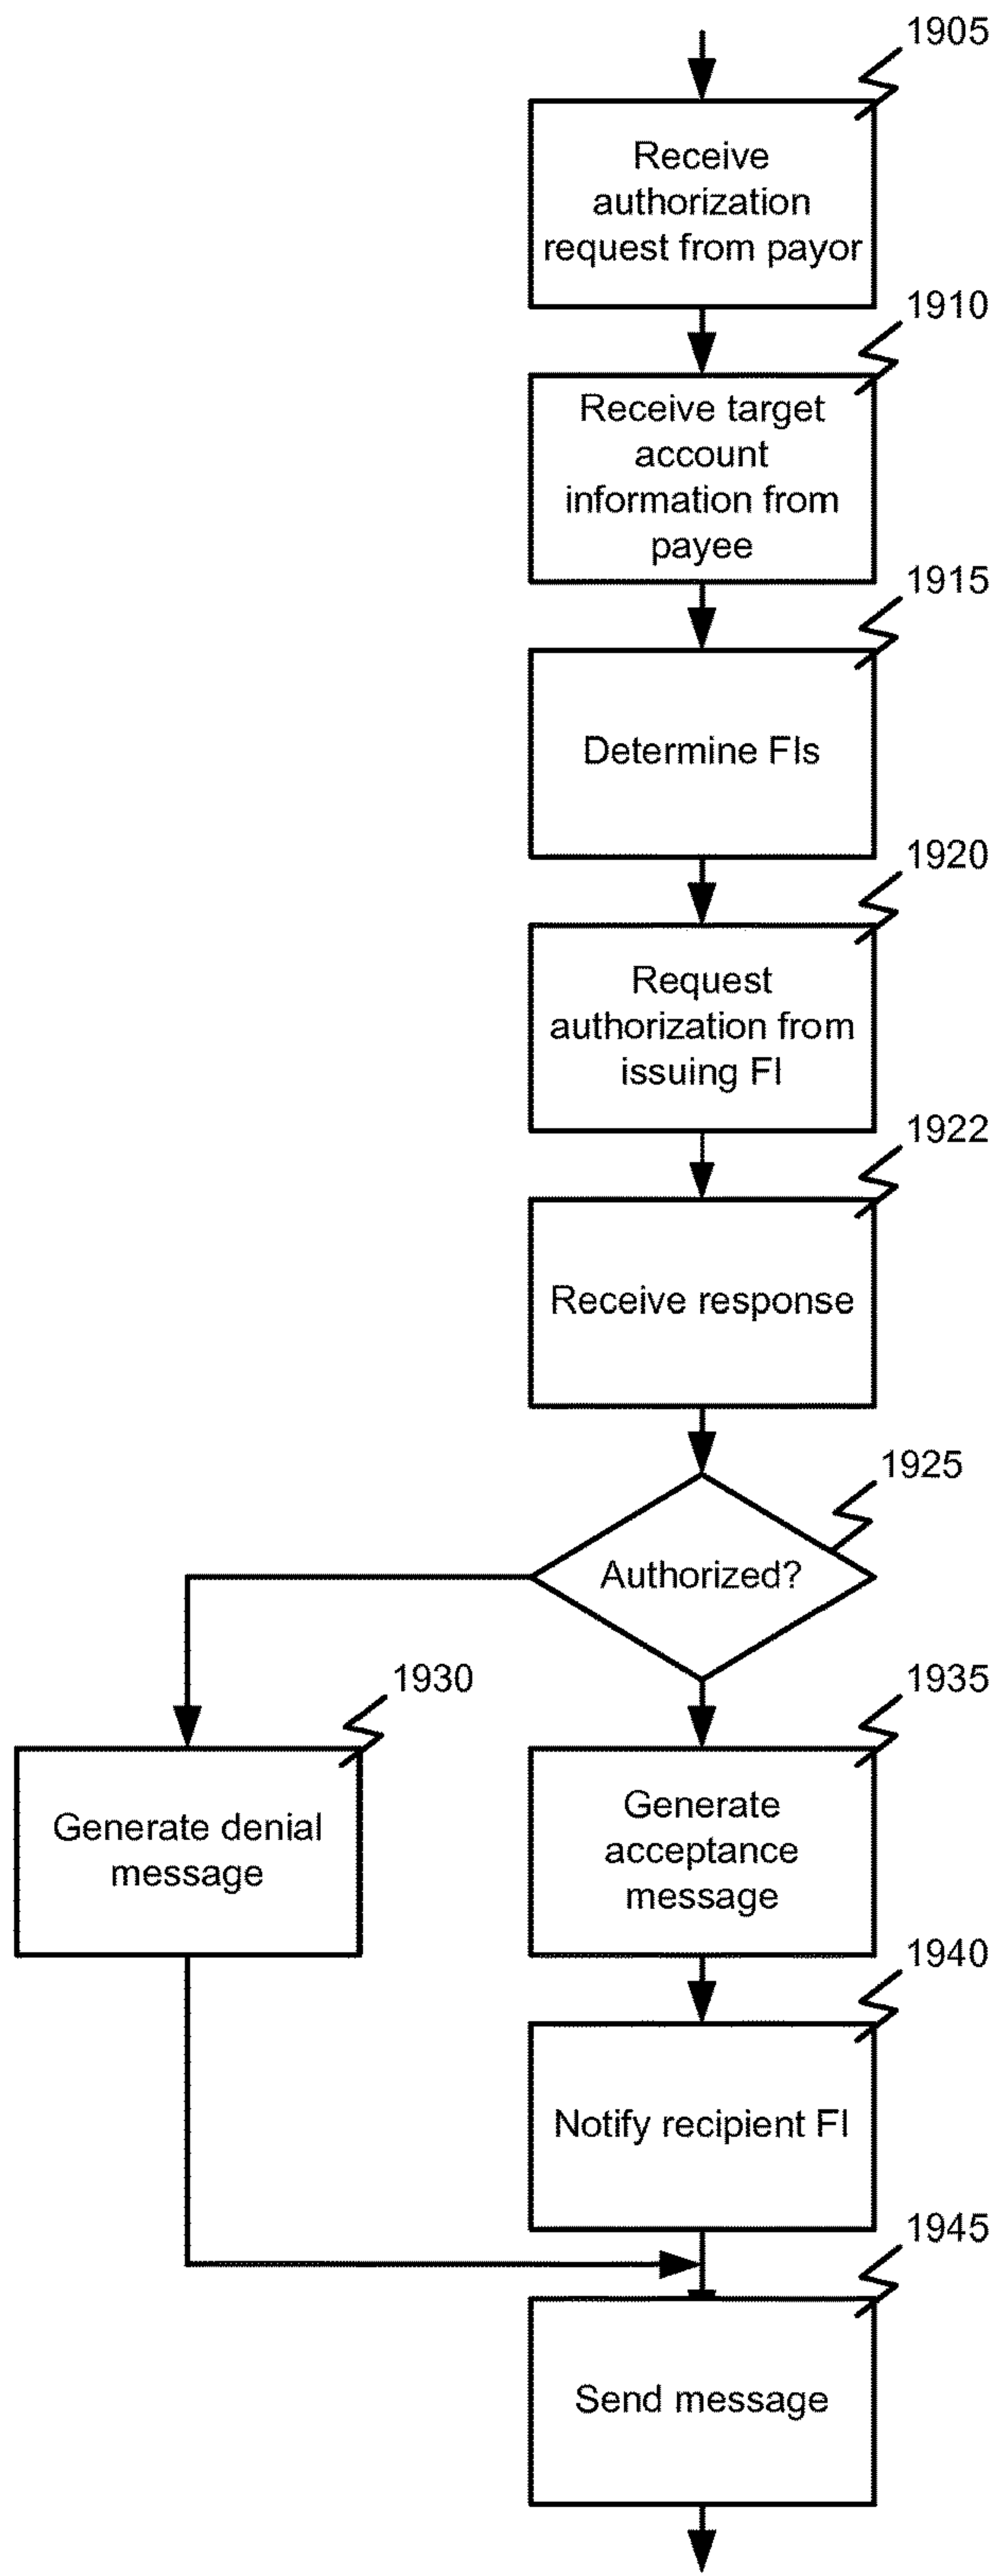 1905
Receive
authorization
request from payor
1910
Receive target
account
information from
payee
1915
Determine FIs
1920
Request
authorization from
issuing FI
1922
Receive response
1925
Authorized?
1930
Generate denial
message
1935
Generate
acceptance
message
1940
Notify recipient FI
1945
Send message